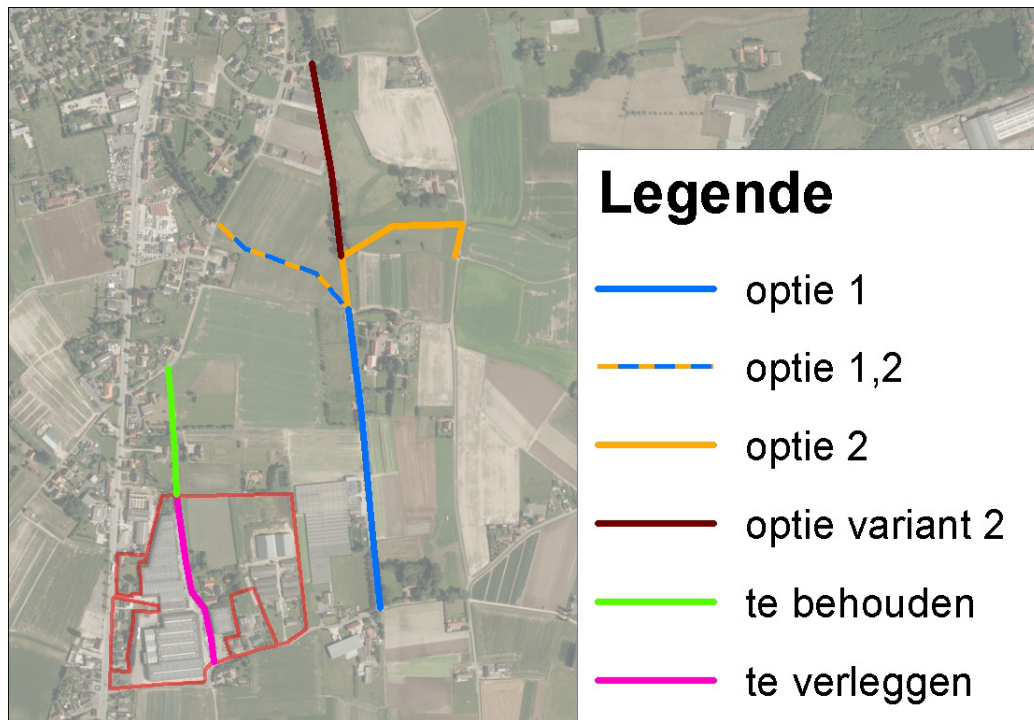 Legende
optie 1
optie 1,2
optie 2
optie variant 2
te behouden
te verleggen